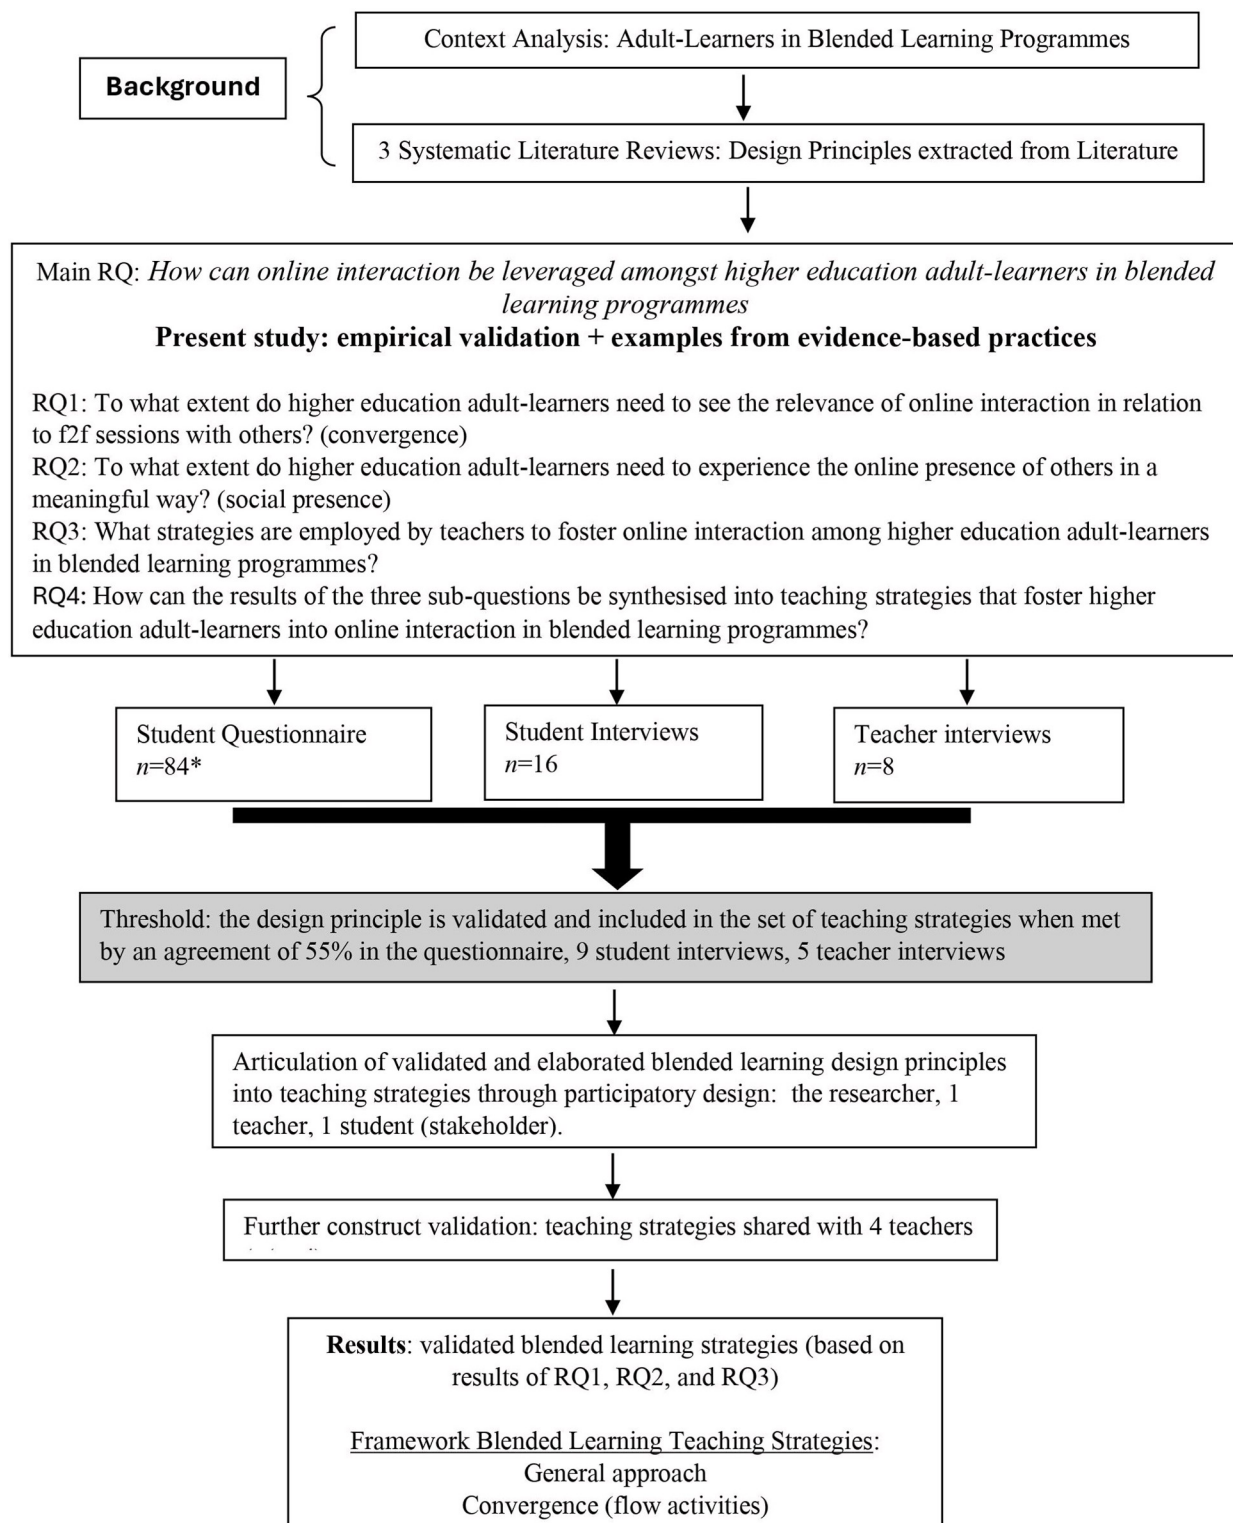 Context Analysis: Adult-Learners in Blended Learning Programmes
Background
3 Systematic Literature Reviews: Design Principles extracted from Literature
Main RQ: How can online interaction be leveraged amongst higher education adult-learners in blended
learning programmes
Present study: empirical validation + examples from evidence-based practices
RQ1: To what extent do higher education adult-learners need to see the relevance of online interaction in relation
to f2f sessions with others? (convergence)
RQ2: To what extent do higher education adult-learners need to experience the online presence of others in a
meaningful way? (social presence)
RQ3: What strategies are employed by teachers to foster online interaction among higher education adult-learners
in blended learning programmes?
RQ4: How can the results of the three sub-questions be synthesised into teaching strategies that foster higher
education adult-learners into online interaction in blended learning programmes?
Student Questionnaire
n=84*
Student Interviews
n=16
Teacher interviews
n=8
Threshold: the design principle is validated and included in the set of teaching strategies when met
by an agreement of 55% in the questionnaire, 9 student interviews, 5 teacher interviews
Articulation of validated and elaborated blended learning design principles
into teaching strategies through participatory design: the researcher, 1
teacher, 1 student (stakeholder).
Further construct validation: teaching strategies shared with 4 teachers
Results: validated blended learning strategies (based on
results of RQ1, RQ2, and RQ3)
Framework Blended Learning Teaching Strategies:
General approach
Convergence (flow activities)